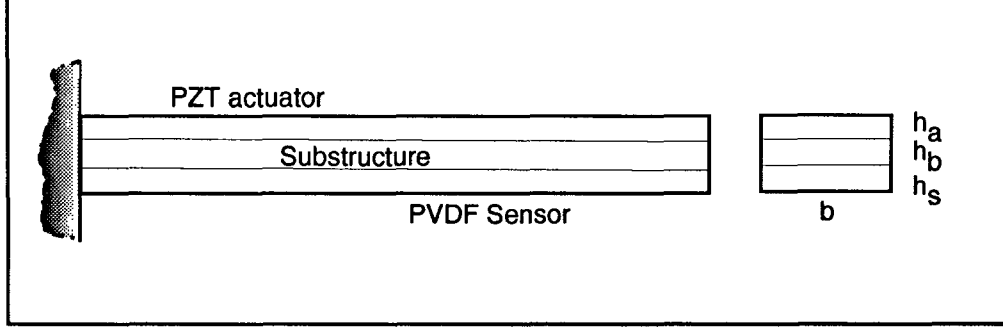 PZT actuator
Substructure
PVDF Sensor
h_a
h_b
h_s
b